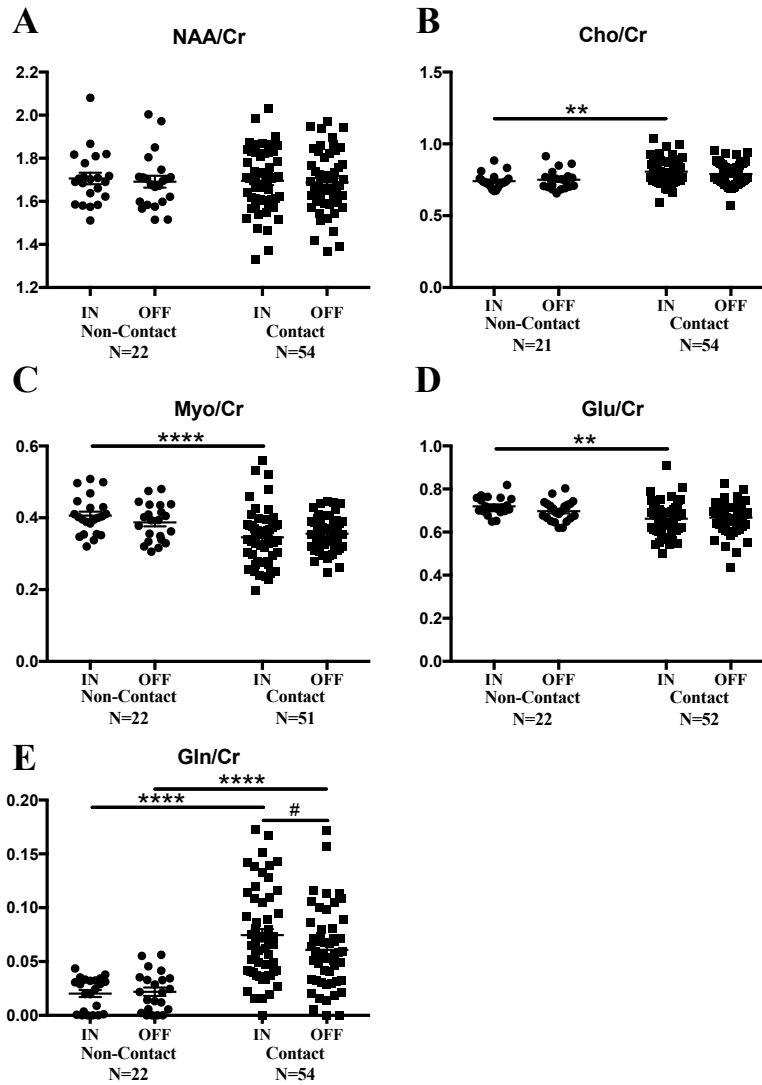 A
NAA/Cr
2.2
2.0
1.8
1.6
1.4
1.2
IN OFF IN OFF
Non-Contact Contact
N=22 N=54
B
Cho/Cr
1.5
1.0
0.5
0.0
**
IN OFF IN OFF
Non-Contact Contact
N=21 N=54
C
Myo/Cr
0.6
0.4
0.2
0.0
****
IN OFF IN OFF
Non-Contact Contact
N=22 N=51
D
Glu/Cr
1.0
0.8
0.6
0.4
0.2
0.0
**
IN OFF IN OFF
Non-Contact Contact
N=22 N=52
E
Gln/Cr
****
****
#
0.20
0.15
0.10
0.05
0.00
IN OFF IN OFF
Non-Contact Contact
N=22 N=54